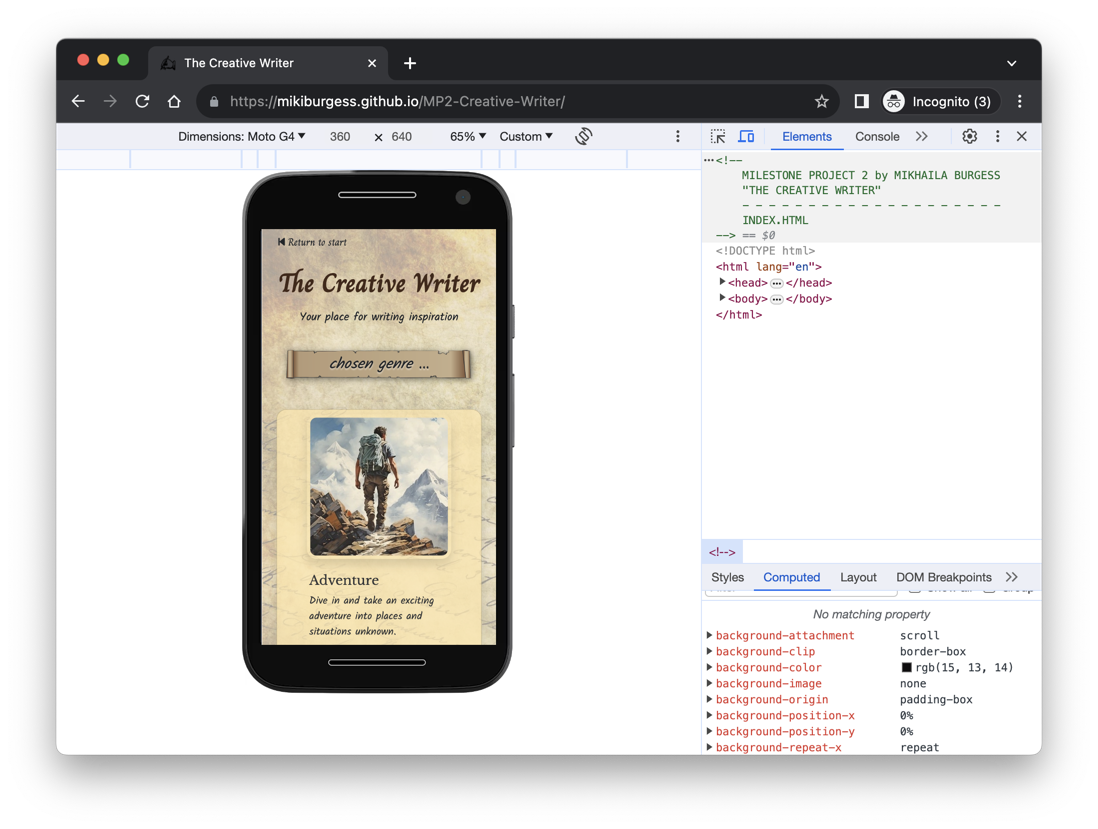 The Creative Writer
https://mikiburgess.github.io/MP2-Creative-Writer/
Incognito (3)
Dimensions: Moto G4 360 × 640 65% Custom
Return to start
The Creative Writer
Your place for writing inspiration
chosen genre ...
Adventure
Dive in and take an exciting
adventure into places and
situations unknown.
Elements Console
<!--
MILESTONE PROJECT 2 by MIKHAILA BURGESS
"THE CREATIVE WRITER"
- - - - - - - - - - - - - - - - - - - -
INDEX.HTML
--> == $0
<!DOCTYPE html>
<html lang="en">
<head> ... </head>
<body> ... </body>
</html>
<!-->
Styles Computed Layout DOM Breakpoints
No matching property
background-attachment scroll
background-clip border-box
background-color rgb(15, 13, 14)
background-image none
background-origin padding-box
background-position-x 0%
background-position-y 0%
background-repeat-x repeat